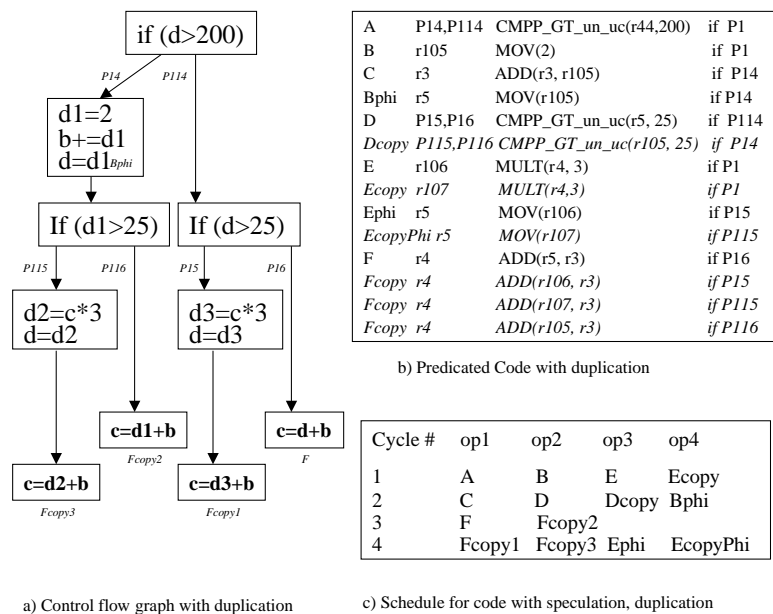 if (d>200)
P14
P114
d1=2
b+=d1
d=d1 Bphi
If (d1>25)
If (d>25)
P115
P116
P15
P16
d2=c*3
d=d2
d3=c*3
d=d3
c=d1+b
Fcopy2
c=d+b
F
c=d2+b
Fcopy3
c=d3+b
Fcopy1
a) Control flow graph with duplication
A P14,P114 CMPP_GT_un_uc(r44,200) if P1
B r105 MOV(2) if P1
C r3 ADD(r3, r105) if P14
Bphi r5 MOV(r105) if P14
D P15,P16 CMPP_GT_un_uc(r5, 25) if P114
Dcopy P115,P116 CMPP_GT_un_uc(r105, 25) if P14
E r106 MULT(r4, 3) if P1
Ecopy r107 MULT(r4,3) if P1
Ephi r5 MOV(r106) if P15
EcopyPhi r5 MOV(r107) if P115
F r4 ADD(r5, r3) if P16
Fcopy r4 ADD(r106, r3) if P15
Fcopy r4 ADD(r107, r3) if P115
Fcopy r4 ADD(r105, r3) if P116
b) Predicated Code with duplication
Cycle # op1 op2 op3 op4
1 A B E Ecopy
2 C D Dcopy Bphi
3 F Fcopy2
4 Fcopy1 Fcopy3 Ephi EcopyPhi
c) Schedule for code with speculation, duplication